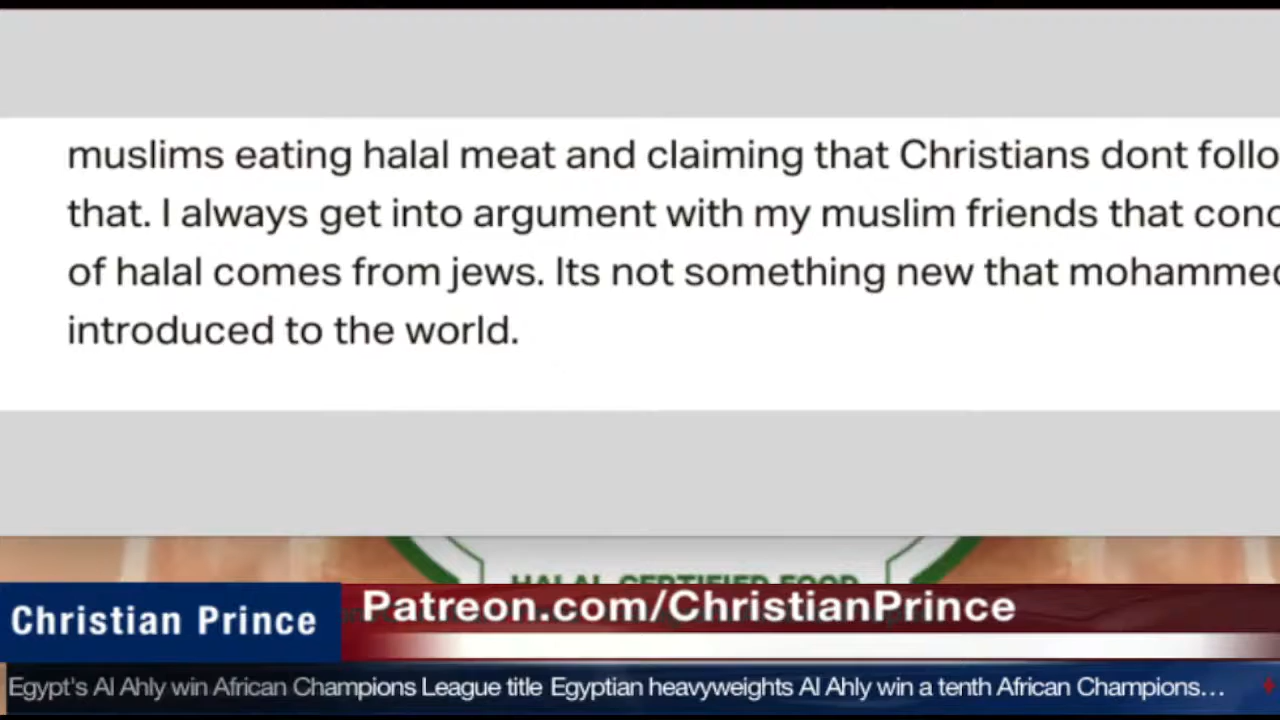 muslims eating halal meat and claiming that Christians dont follo
that. I always get into argument with my muslim friends that conc
of halal comes from jews. Its not something new that mohammed
introduced to the world.
HALAL CERTIFIED FOOD
Christian Prince
Patreon.com/ChristianPrince
Egypt's Al Ahly win African Champions League title Egyptian heavyweights Al Ahly win a tenth African Champions...